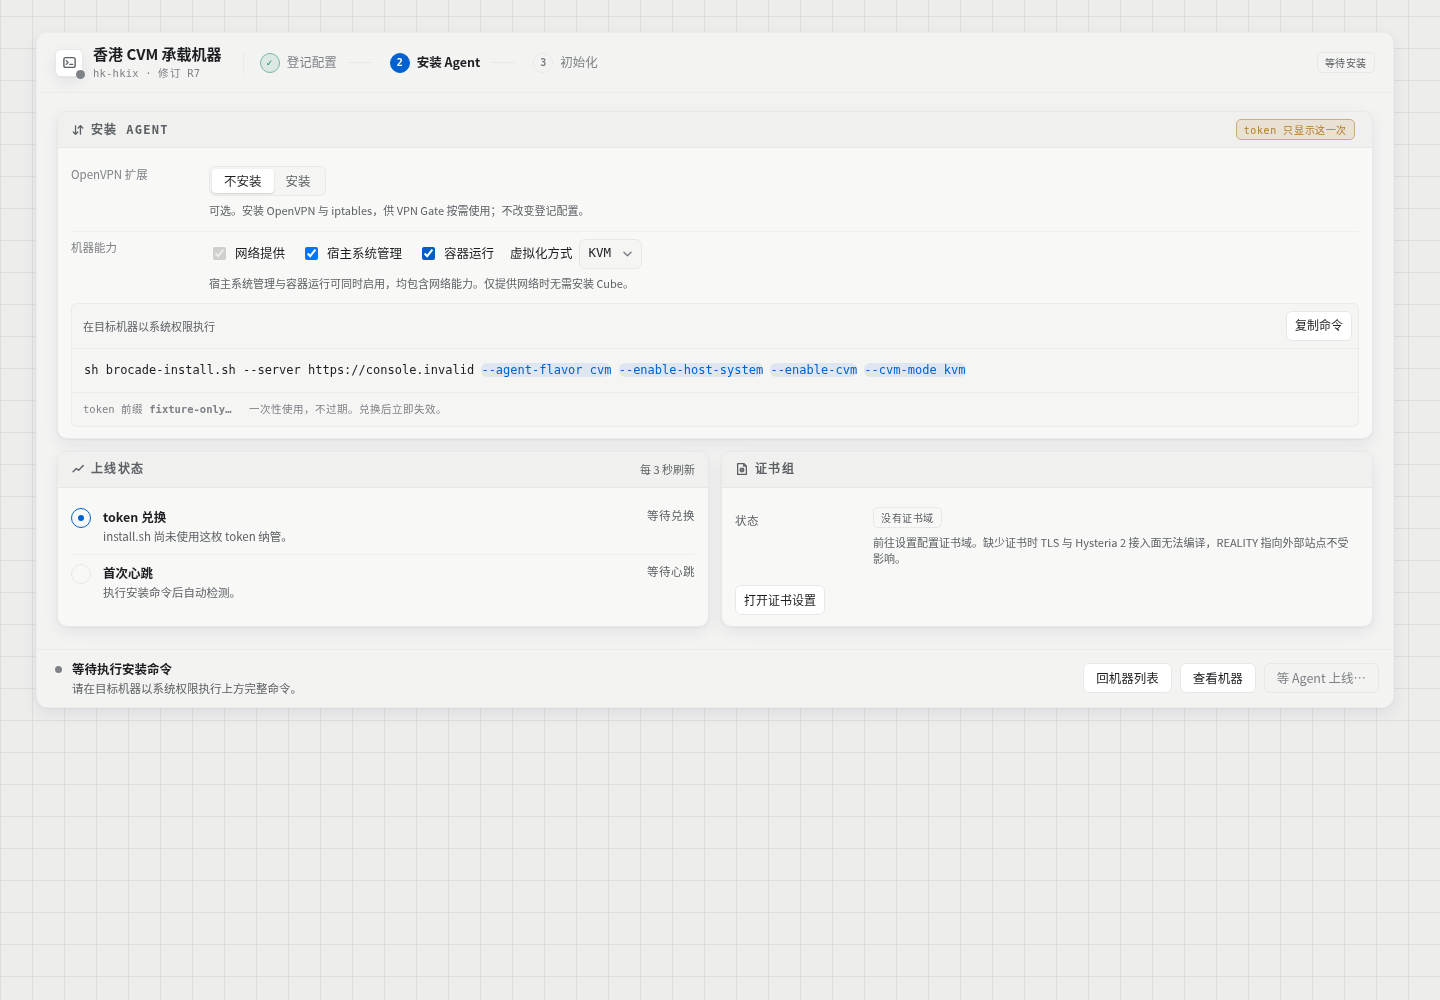 香港 CVM 承载机器
hk-hkix · 修订 R7
✓ 登记配置
2 安装 Agent
3 初始化
等待安装
安装 AGENT
token 只显示这一次
OpenVPN 扩展
不安装 安装
可选。安装 OpenVPN 与 iptables，供 VPN Gate 按需使用；不改变登记配置。
机器能力
网络提供 宿主系统管理 容器运行 虚拟化方式 KVM
宿主系统管理与容器运行可同时启用，均包含网络能力。仅提供网络时无需安装 Cube。
在目标机器以系统权限执行
复制命令
sh brocade-install.sh --server https://console.invalid --agent-flavor cvm --enable-host-system --enable-cvm --cvm-mode kvm
token 前缀 fixture-only… 一次性使用，不过期。兑换后立即失效。
上线状态
每 3 秒刷新
token 兑换
等待兑换
install.sh 尚未使用这枚 token 纳管。
首次心跳
等待心跳
执行安装命令后自动检测。
证书组
状态
没有证书域
前往设置配置证书域。缺少证书时 TLS 与 Hysteria 2 接入面无法编译，REALITY 指向外部站点不受
影响。
打开证书设置
等待执行安装命令
请在目标机器以系统权限执行上方完整命令。
回机器列表
查看机器
等 Agent 上线…